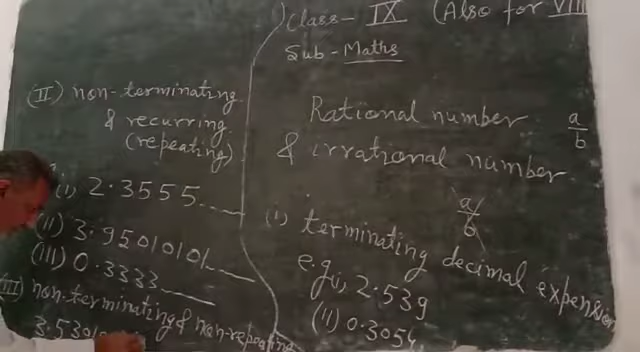 Class- IX (Also for VIII
Sub- Maths
Rational number a/b
& irrational number.
a/b
(i) terminating decimal expension
e.g(i) 2.539
(ii) 0.3054
(II) non-terminating
& recurring
(repeating)
(i) 2.3555.....
(ii) 3.95010101.....
(III) 0.3333.....
(III) non-terminating & non-repeating